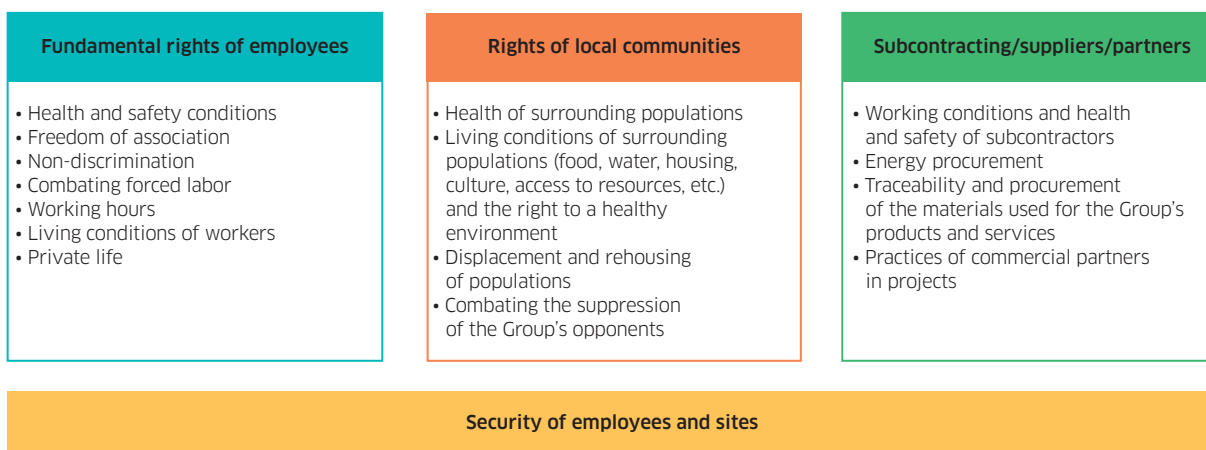 Fundamental rights of employees
• Health and safety conditions
• Freedom of association
• Non-discrimination
• Combating forced labor
• Working hours
• Living conditions of workers
• Private life
Rights of local communities
• Health of surrounding populations
• Living conditions of surrounding
populations (food, water, housing,
culture, access to resources, etc.)
and the right to a healthy
environment
• Displacement and rehousing
of populations
• Combating the suppression
of the Group's opponents
Subcontracting/suppliers/partners
• Working conditions and health
and safety of subcontractors
• Energy procurement
• Traceability and procurement
of the materials used for the Group's
products and services
• Practices of commercial partners
in projects
Security of employees and sites